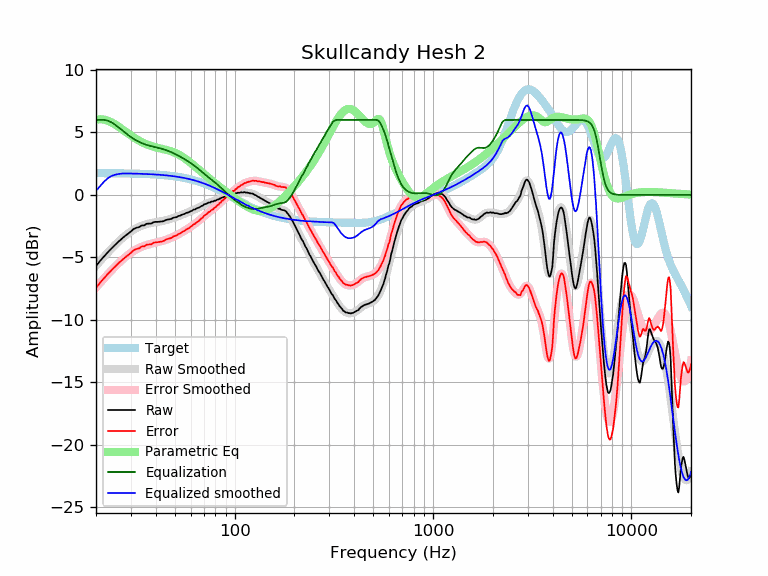 Skullcandy Hesh 2
10
5
0
−5
−10
−15
−20
−25
Amplitude (dBr)
Target
Raw Smoothed
Error Smoothed
Raw
Error
Parametric Eq
Equalization
Equalized smoothed
100
1000
10000
Frequency (Hz)